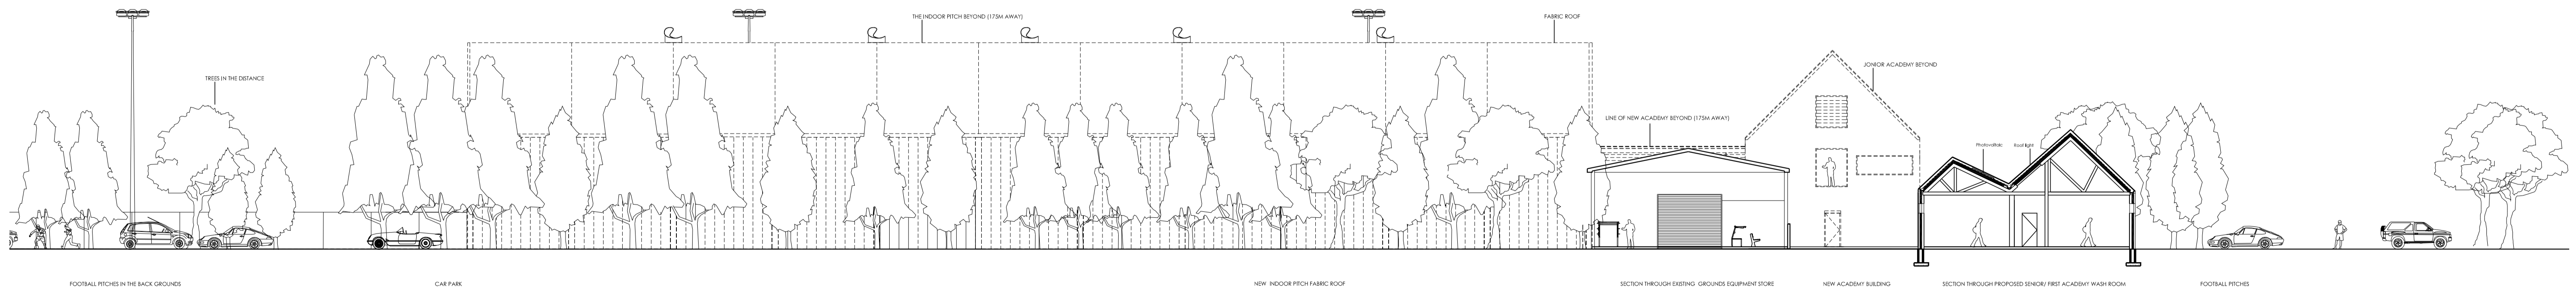 THE INDOOR PITCH BEYOND (175M AWAY)
FABRIC ROOF
TREES IN THE DISTANCE
JONIOR ACADEMY BEYOND
LINE OF NEW ACADEMY BEYOND (175M AWAY)
Photovoltaic
Roof light
FOOTBALL PITCHES IN THE BACK GROUNDS
CAR PARK
NEW INDOOR PITCH FABRIC ROOF
SECTION THROUGH EXISTING GROUNDS EQUIPMENT STORE
NEW ACADEMY BUILDING
SECTION THROUGH PROPOSED SENIOR/ FIRST ACADEMY WASH ROOM
FOOTBALL PITCHES